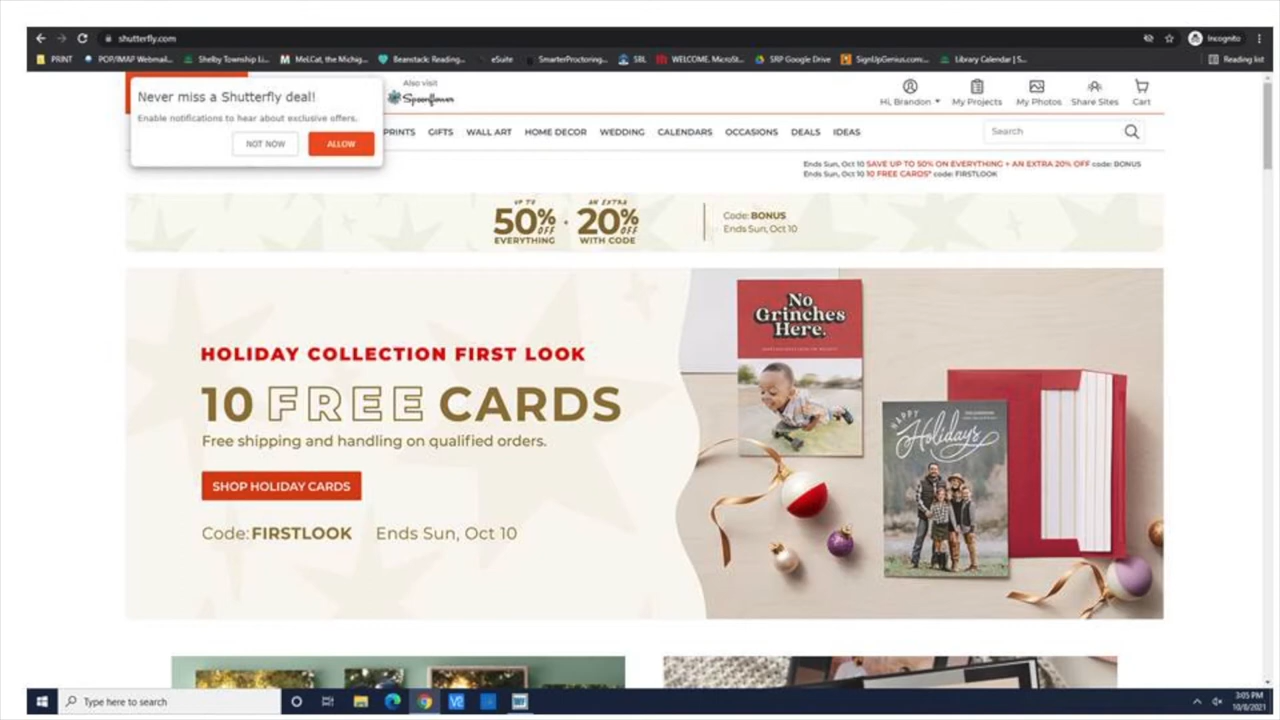 shutterfly.com
Incognito
PRINT
POP/IMAP Webmail...
Shelby Township Li...
MeLCat, the Michig...
Beanstack: Reading...
eSuite
SmarterProctoring...
SBL
WELCOME. MicroSt...
SRP Google Drive
SignUpGenius.com:...
Library Calendar | S...
Reading list
Never miss a Shutterfly deal!
Enable notifications to hear about exclusive offers.
NOT NOW
ALLOW
Also visit
Spoonflower
Hi, Brandon
My Projects
My Photos
Share Sites
Cart
PRINTS
GIFTS
WALL ART
HOME DECOR
WEDDING
CALENDARS
OCCASIONS
DEALS
IDEAS
Search
Ends Sun, Oct 10 SAVE UP TO 50% ON EVERYTHING + AN EXTRA 20% OFF code: BONUS
Ends Sun, Oct 10 10 FREE CARDS* code: FIRSTLOOK
UP TO
50% OFF
EVERYTHING
+
AN EXTRA
20% OFF
WITH CODE
Code: BONUS
Ends Sun, Oct 10
HOLIDAY COLLECTION FIRST LOOK
10 FREE CARDS
Free shipping and handling on qualified orders.
SHOP HOLIDAY CARDS
Code: FIRSTLOOK Ends Sun, Oct 10
No
Grinches
Here.
HAPPY
Holidays
Type here to search
3:05 PM
10/8/2021